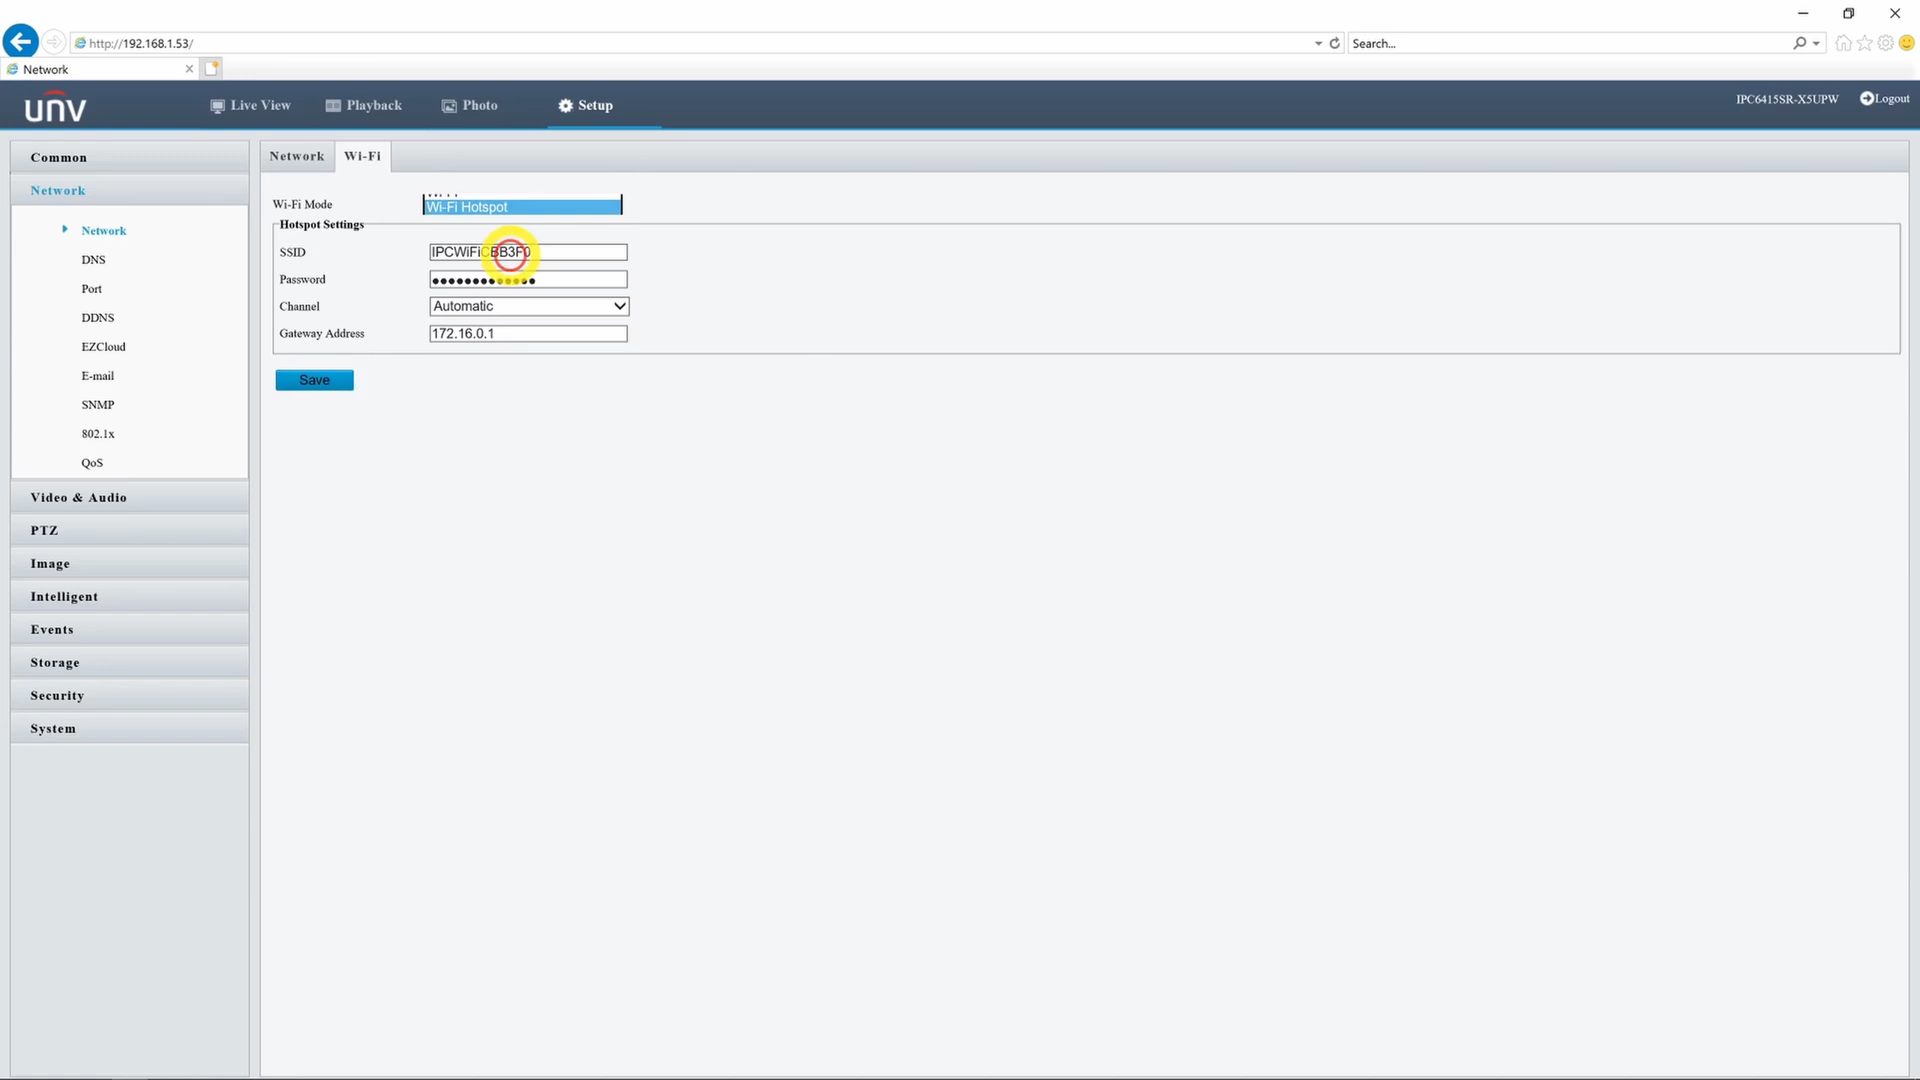 http://192.168.1.53/
Search...
Network
unv
Live View
Playback
Photo
Setup
IPC6415SR-X5UPW
Logout
Common
Network
Network
DNS
Port
DDNS
EZCloud
E-mail
SNMP
802.1x
QoS
Video & Audio
PTZ
Image
Intelligent
Events
Storage
Security
System
Network
Wi-Fi
Wi-Fi Mode
Wi-Fi Hotspot
Hotspot Settings
SSID
IPCWiFiCBB3F0
Password
●●●●●●●●●●●●●
Channel
Automatic
Gateway Address
172.16.0.1
Save